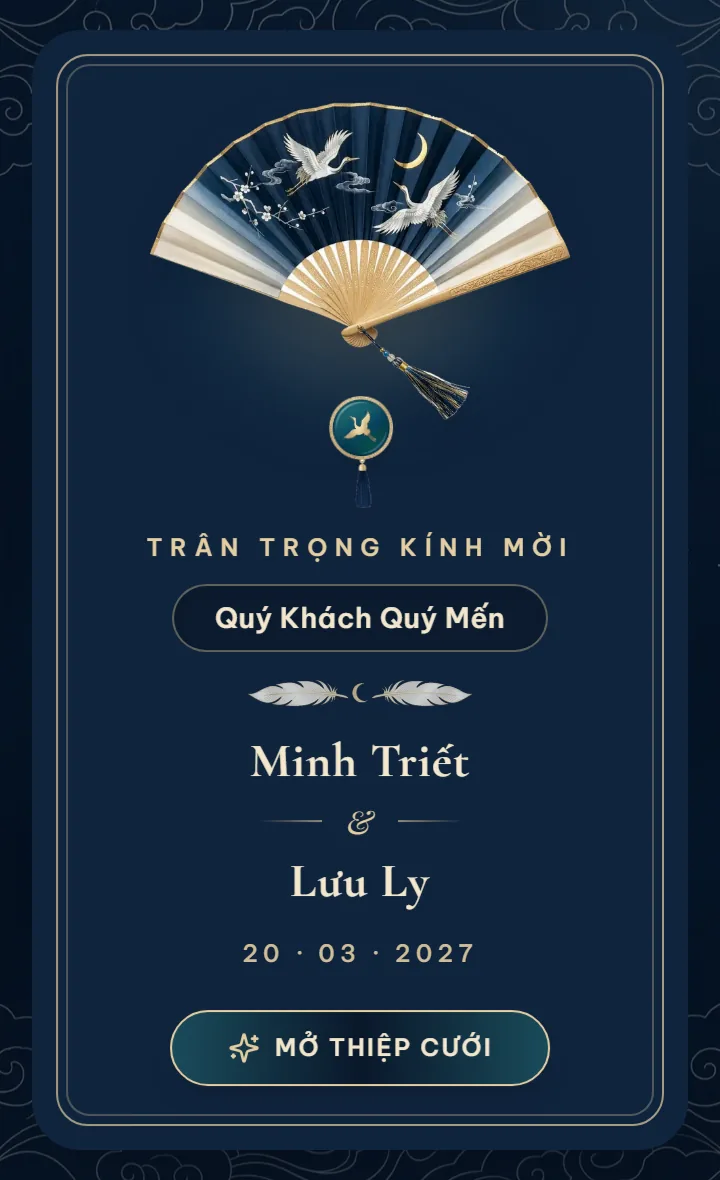 TRÂN TRỌNG KÍNH MỜI
Quý Khách Quý Mến
Minh Triết
&
Lưu Ly
20 · 03 · 2027
MỞ THIỆP CƯỚI